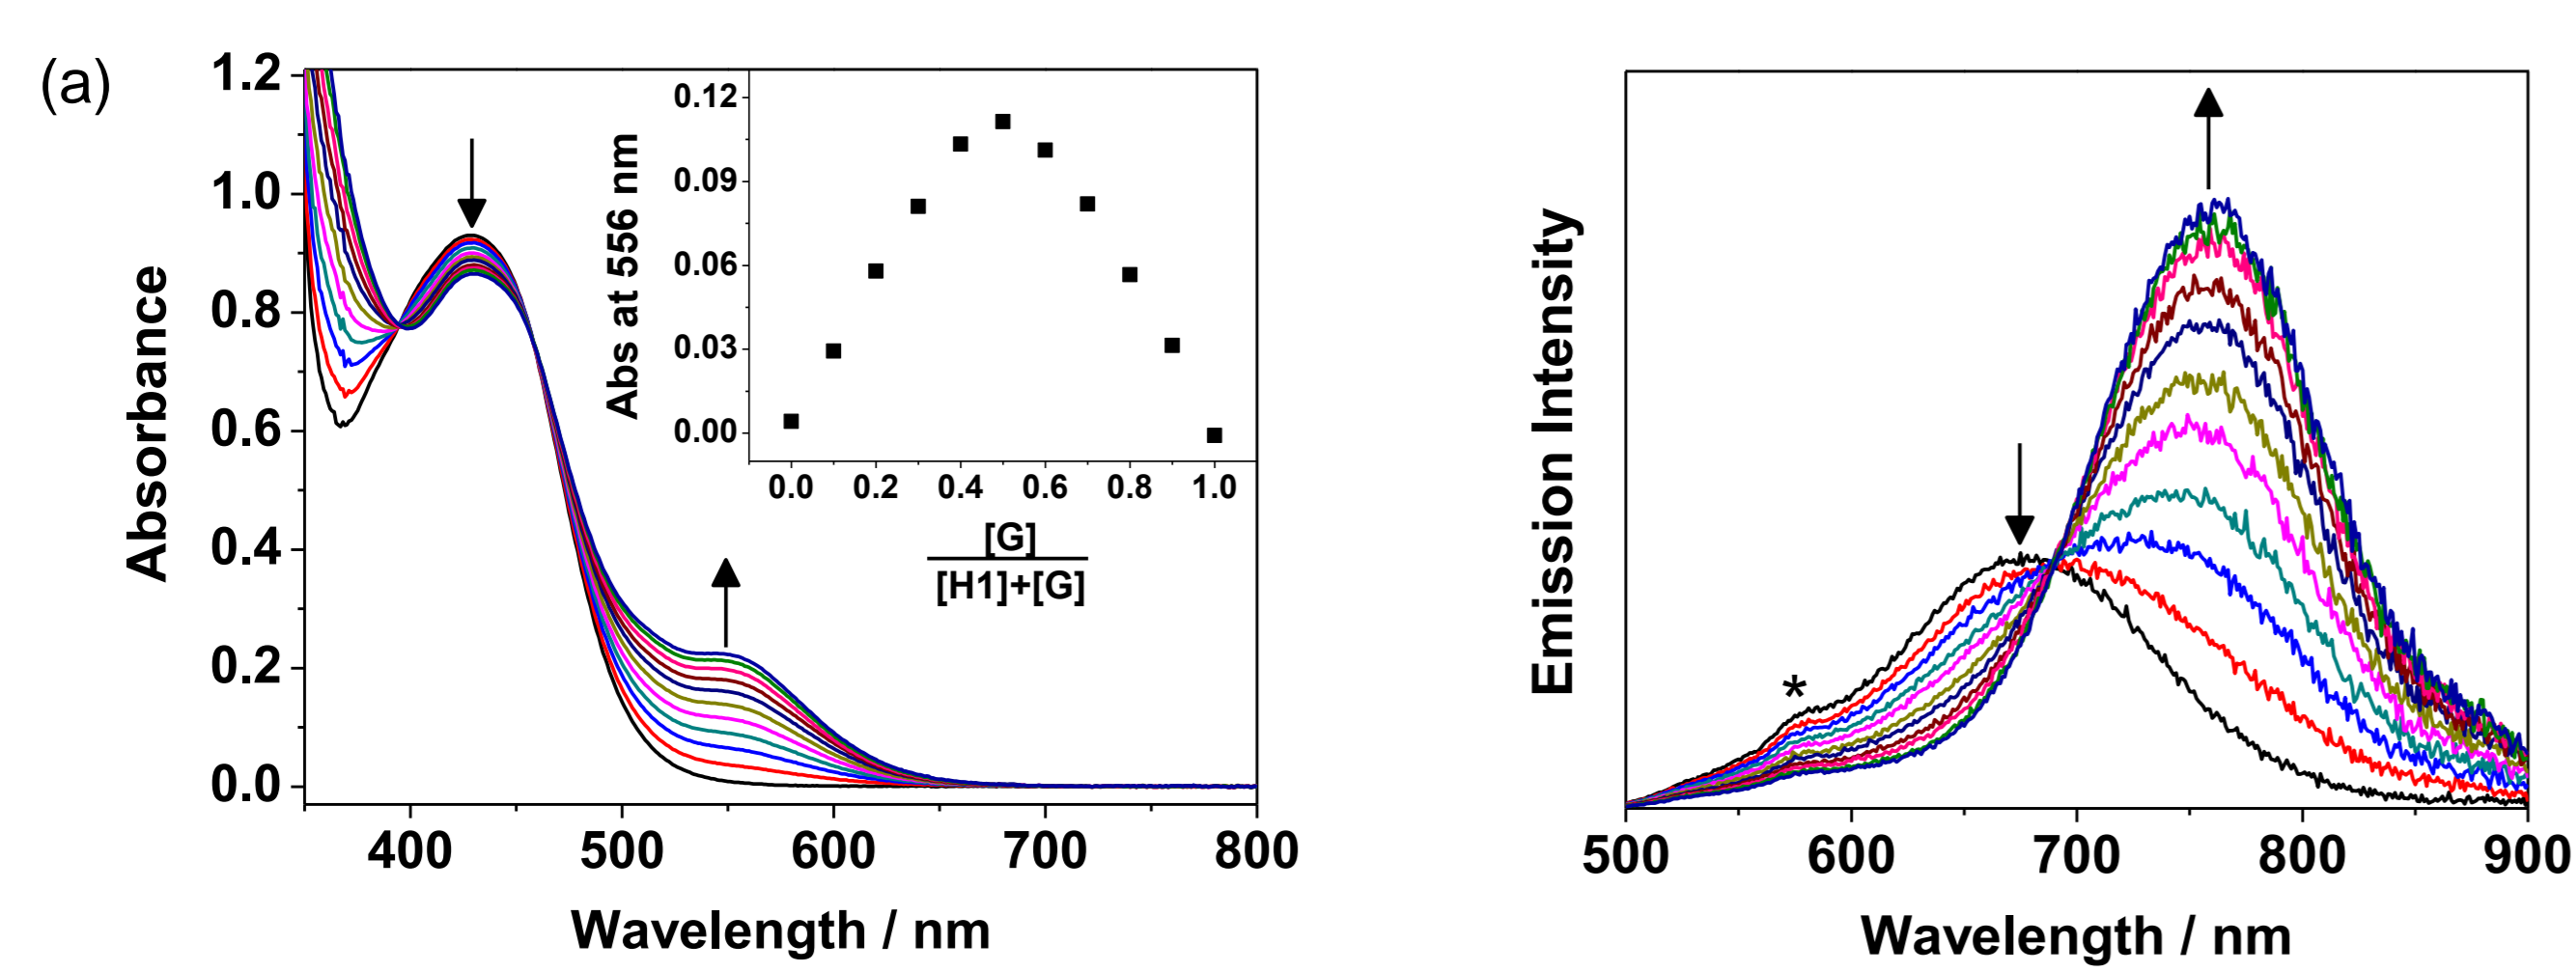 (a)
Absorbance
1.2
1.0
0.8
0.6
0.4
0.2
0.0
400 500 600 700 800
Wavelength / nm
Abs at 556 nm
0.12
0.09
0.06
0.03
0.00
0.0 0.2 0.4 0.6 0.8 1.0
[G]
[H1]+[G]
Emission Intensity
*
500 600 700 800 900
Wavelength / nm